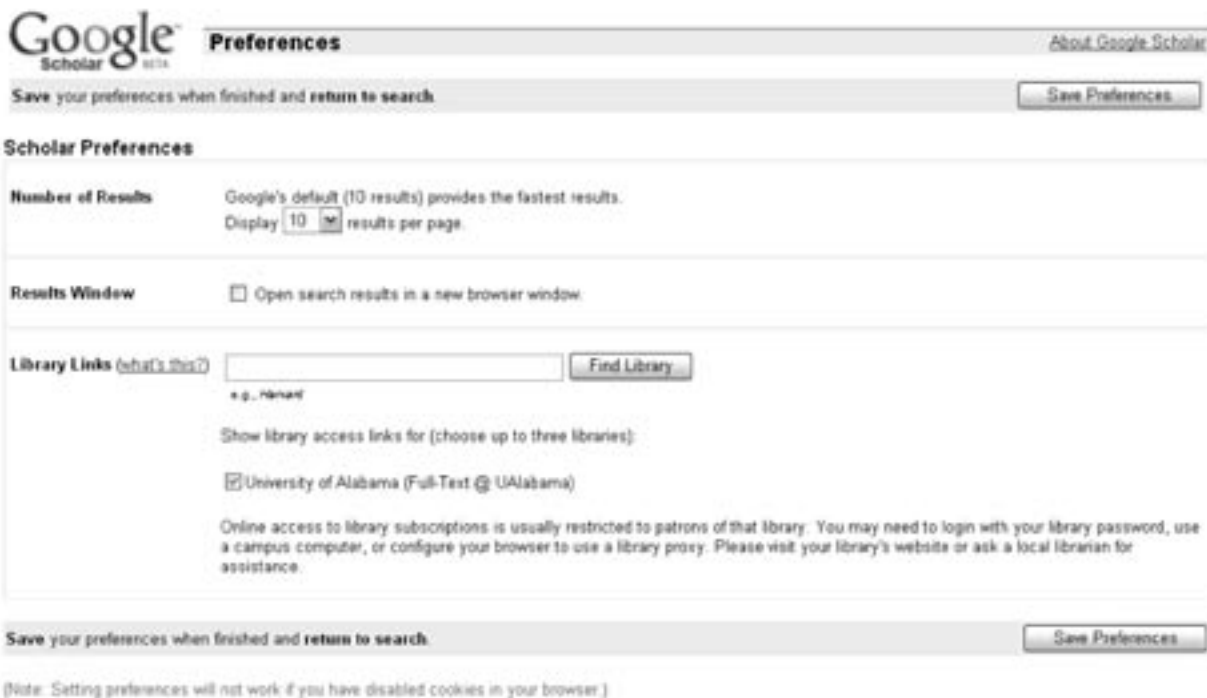 Google
Scholar BETA
Preferences
About Google Scholar
Save your preferences when finished and return to search.
Save Preferences
Scholar Preferences
Number of Results
Google's default (10 results) provides the fastest results.
Display 10 results per page.
Results Window
Open search results in a new browser window.
Library Links (what's this?)
Find Library
e.g., Harvard
Show library access links for (choose up to three libraries):
University of Alabama (Full-Text @ UAlabama)
Online access to library subscriptions is usually restricted to patrons of that library. You may need to login with your library password, use
a campus computer, or configure your browser to use a library proxy. Please visit your library's website or ask a local librarian for
assistance.
Save your preferences when finished and return to search.
Save Preferences
(Note: Setting preferences will not work if you have disabled cookies in your browser.)